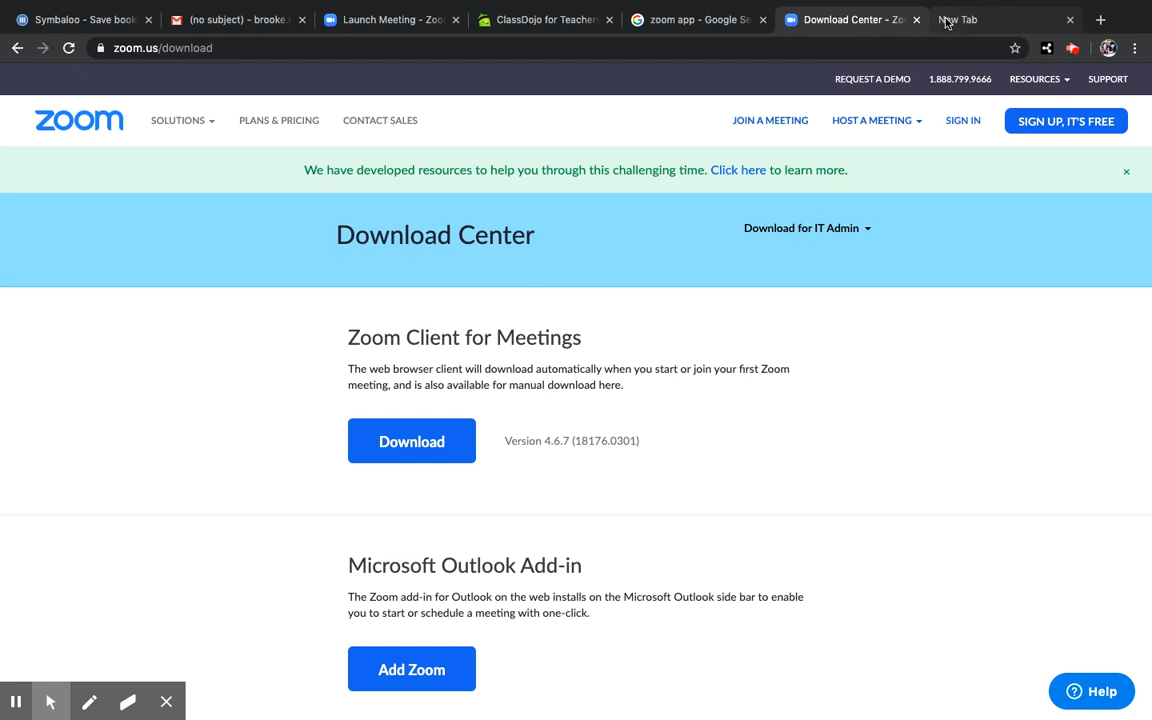 Symbaloo - Save book
(no subject) - brooke.
Launch Meeting - Zoo
ClassDojo for Teacher
zoom app - Google Se
Download Center - Zo
New Tab
zoom.us/download
REQUEST A DEMO
1.888.799.9666
RESOURCES
SUPPORT
zoom
SOLUTIONS
PLANS & PRICING
CONTACT SALES
JOIN A MEETING
HOST A MEETING
SIGN IN
SIGN UP, IT'S FREE
We have developed resources to help you through this challenging time. Click here to learn more.
Download Center
Download for IT Admin
Zoom Client for Meetings
The web browser client will download automatically when you start or join your first Zoom
meeting, and is also available for manual download here.
Download
Version 4.6.7 (18176.0301)
Microsoft Outlook Add-in
The Zoom add-in for Outlook on the web installs on the Microsoft Outlook side bar to enable
you to start or schedule a meeting with one-click.
Add Zoom
Help